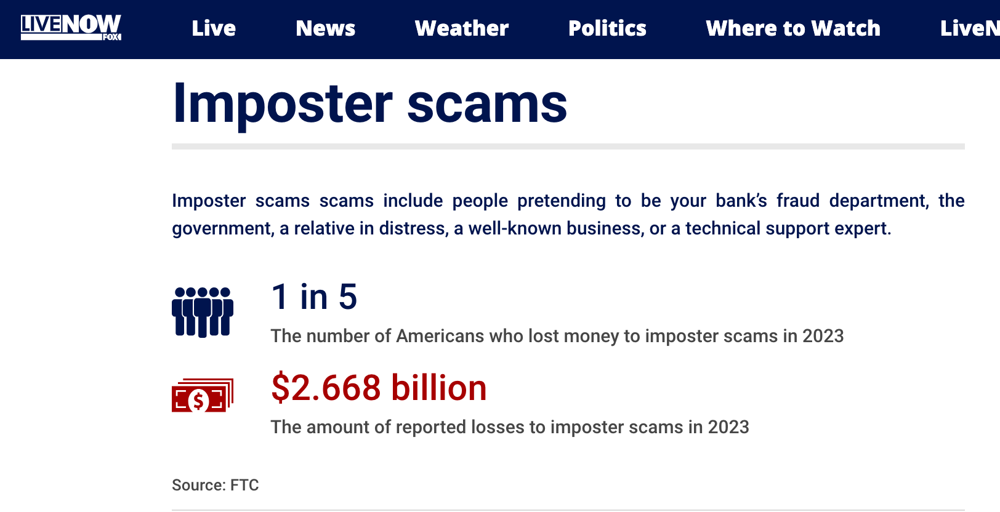 LIVENOW FOX Live News Weather Politics Where to Watch LiveN
Imposter scams
Imposter scams scams include people pretending to be your bank’s fraud department, the
government, a relative in distress, a well-known business, or a technical support expert.
1 in 5
The number of Americans who lost money to imposter scams in 2023
$
$2.668 billion
The amount of reported losses to imposter scams in 2023
Source: FTC